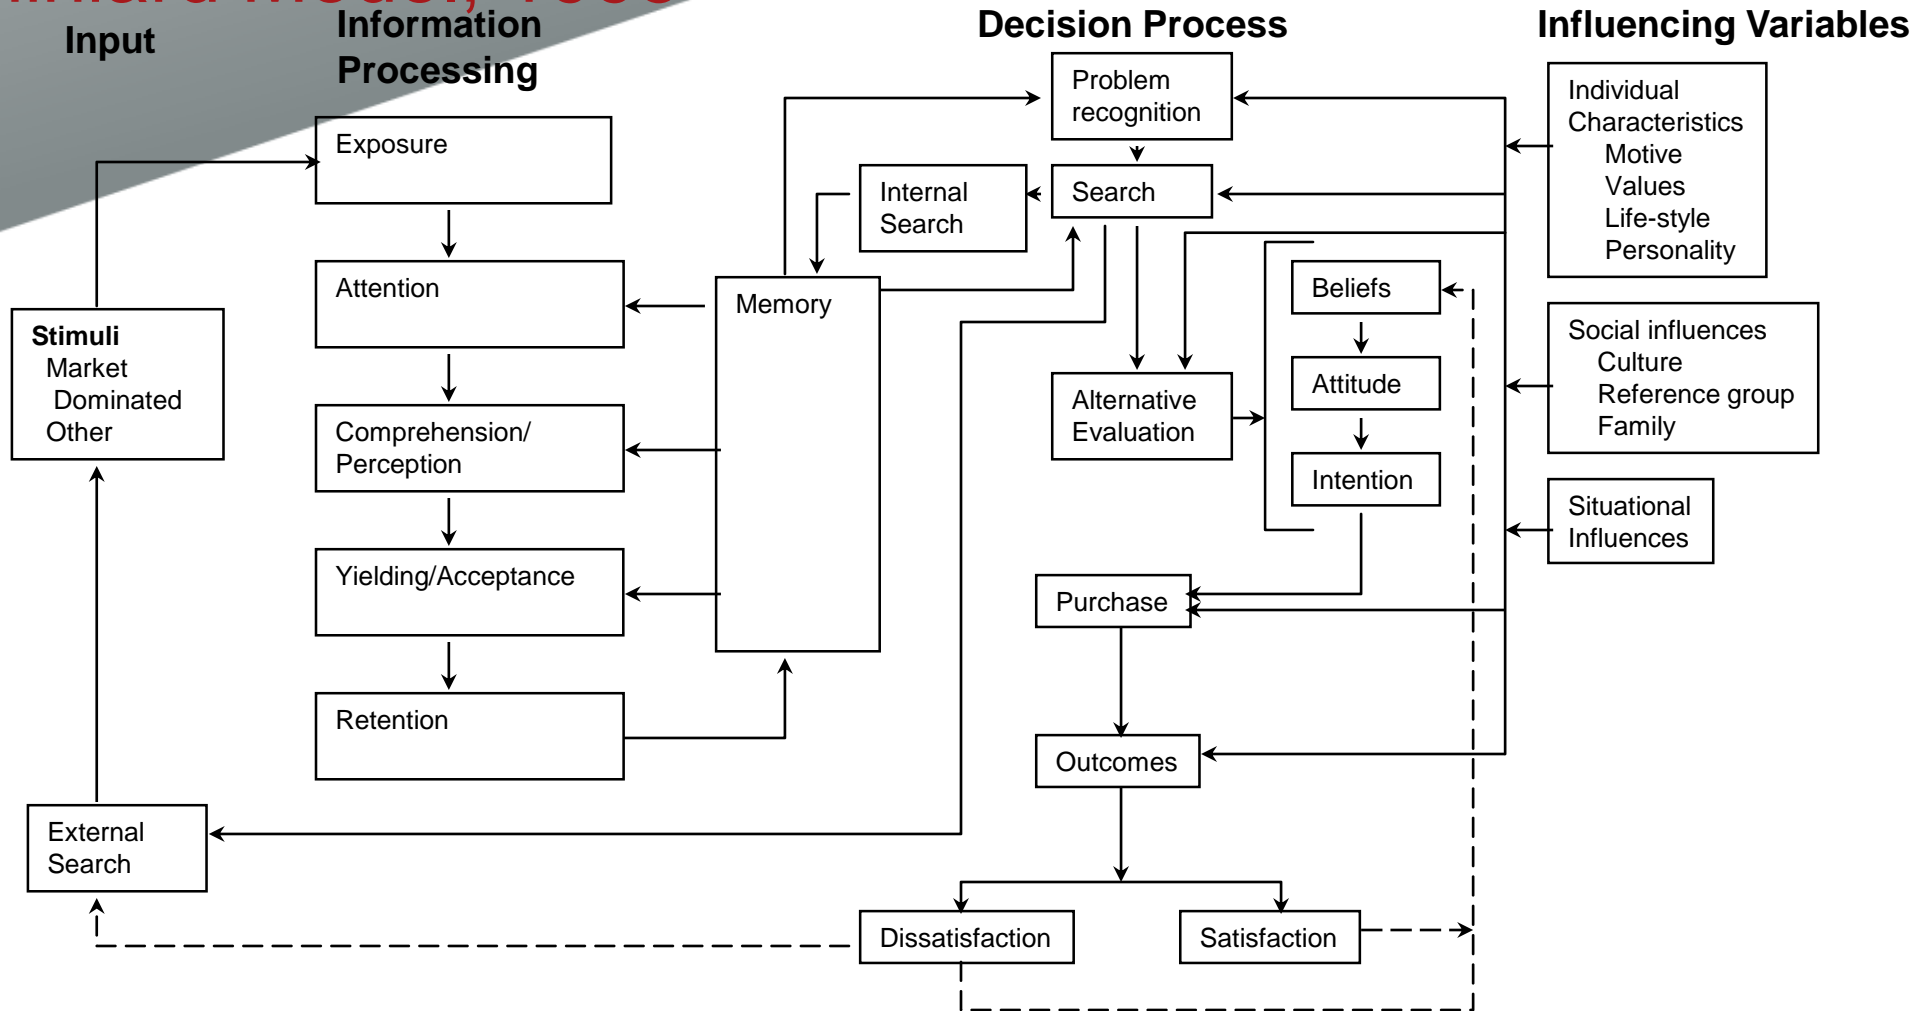 Input
Information
Processing
Decision Process
Influencing Variables
Exposure
Attention
Comprehension/
Perception
Yielding/Acceptance
Retention
Stimuli
Market
Dominated
Other
External
Search
Memory
Internal
Search
Problem
recognition
Search
Alternative
Evaluation
Beliefs
Attitude
Intention
Purchase
Outcomes
Dissatisfaction
Satisfaction
Individual
Characteristics
Motive
Values
Life-style
Personality
Social influences
Culture
Reference group
Family
Situational
Influences